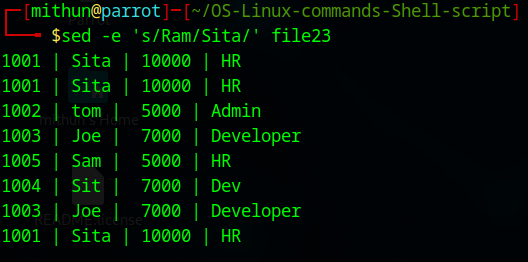 ┌─[mithun@parrot]─[~/OS-Linux-commands-Shell-script]
└──╼ $sed -e 's/Ram/Sita/' file23
1001 | Sita | 10000 | HR
1001 | Sita | 10000 | HR
1002 | tom |  5000 | Admin
1003 | Joe |  7000 | Developer
1005 | Sam |  5000 | HR
1004 | Sit |  7000 | Dev
1003 | Joe |  7000 | Developer
1001 | Sita | 10000 | HR